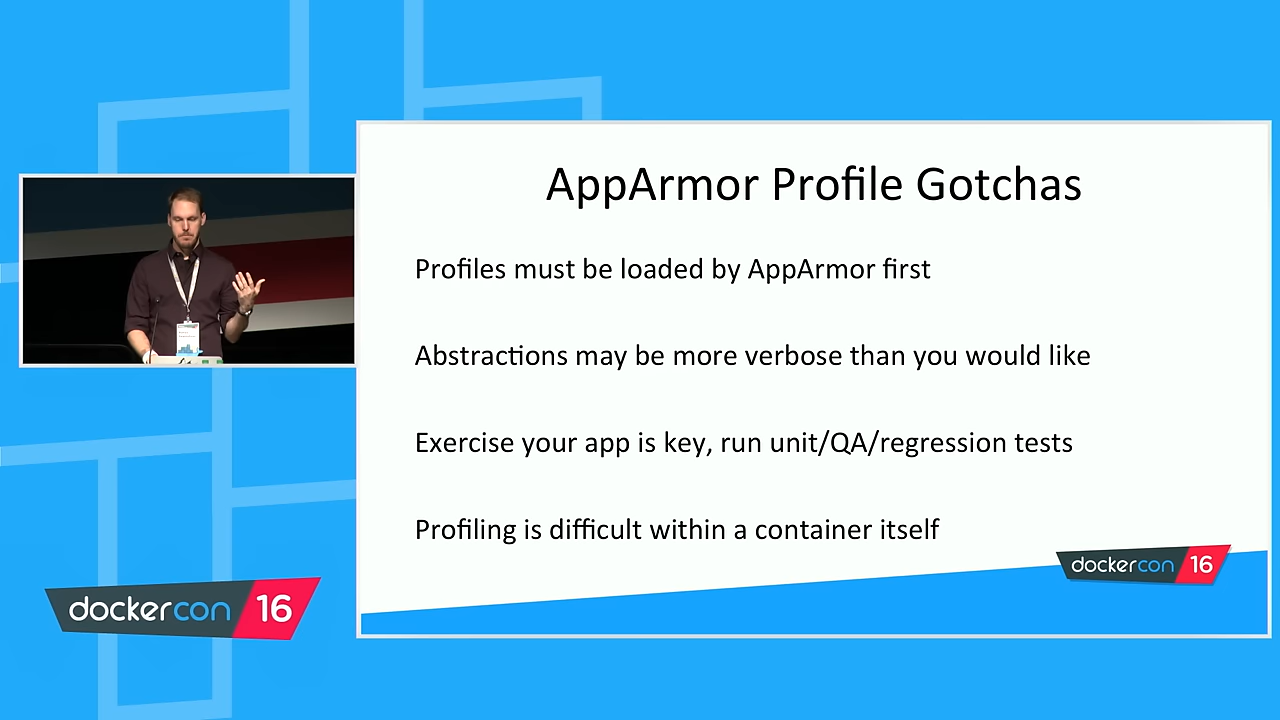 AppArmor Profile Gotchas
Profiles must be loaded by AppArmor first
Abstractions may be more verbose than you would like
Exercise your app is key, run unit/QA/regression tests
Profiling is difficult within a container itself
dockercon 16
dockercon 16